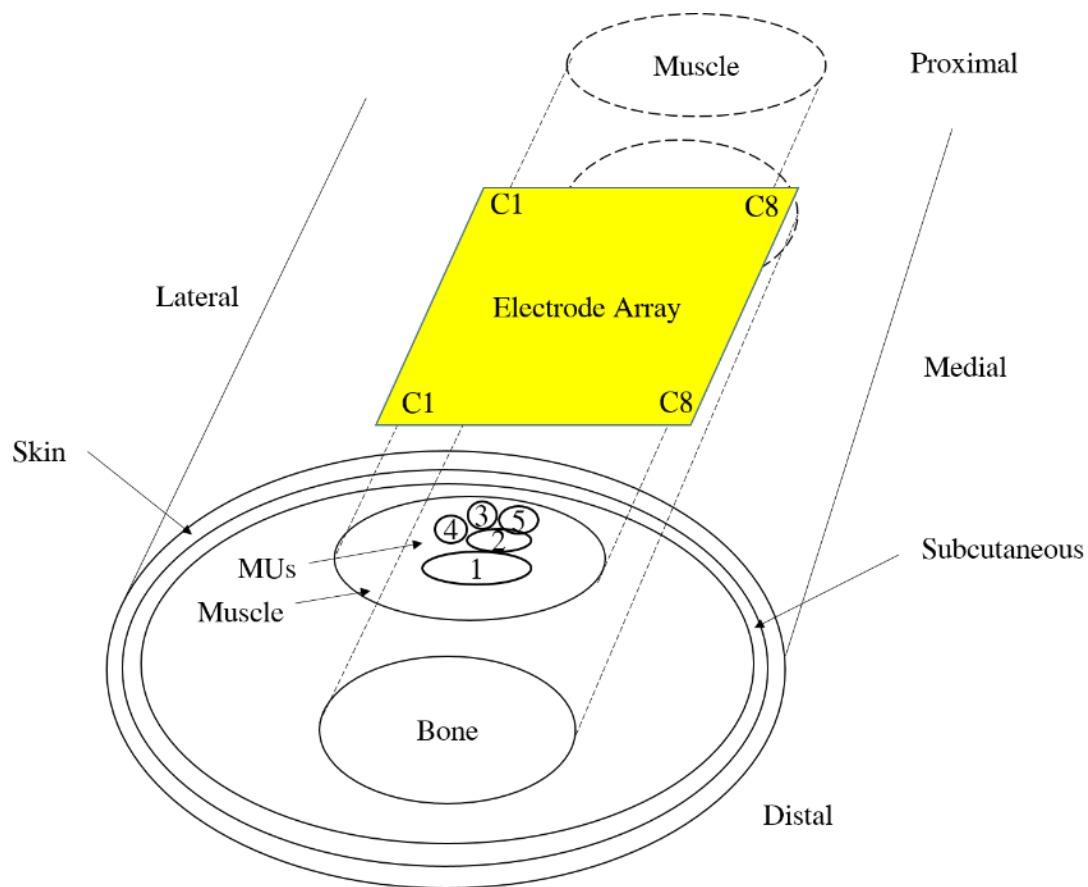 Muscle
Proximal
C1
C8
Lateral
Electrode Array
Medial
C1
C8
Skin
3
5
4
2
Subcutaneous
MUs
1
Muscle
Bone
Distal